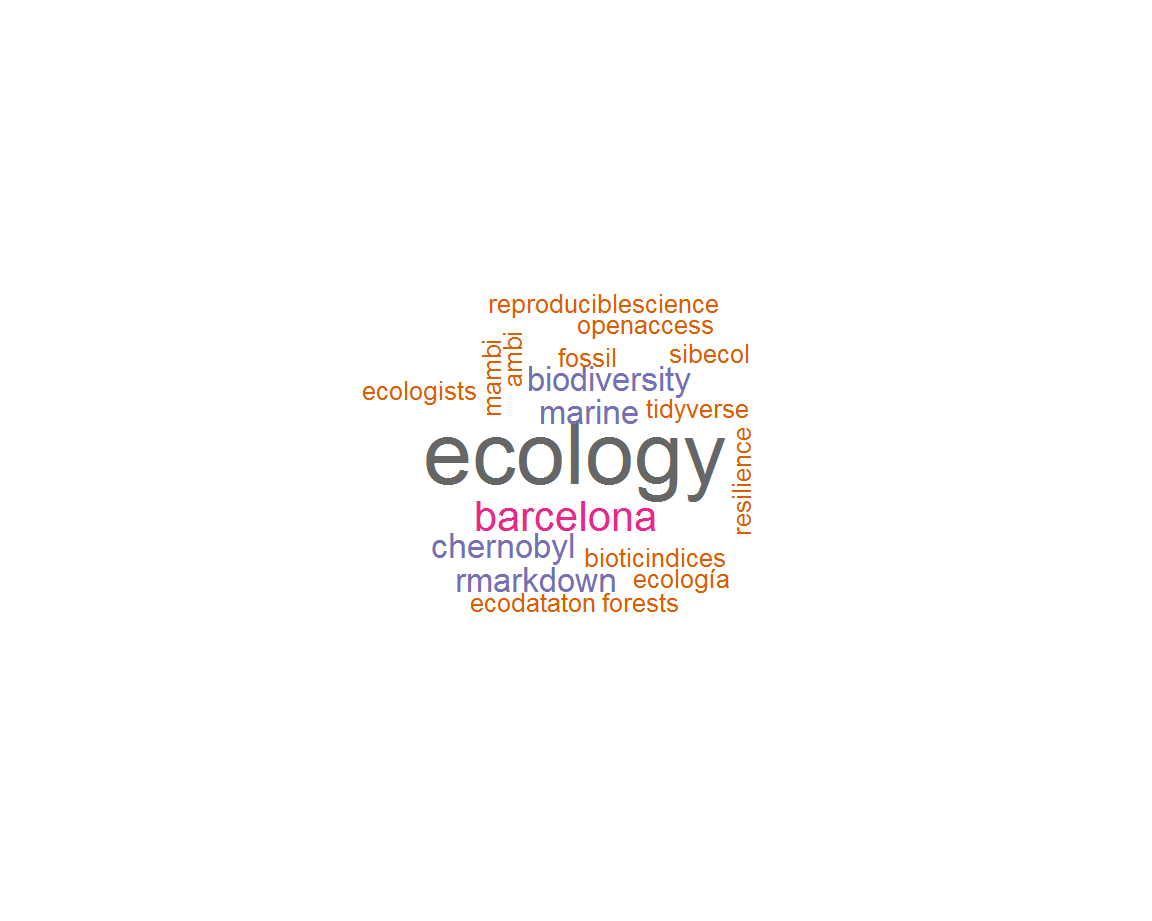 reproduciblescience
openaccess
mambi
ambi
fossil
sibecol
biodiversity
ecologists
marine
tidyverse
ecology
resilience
barcelona
chernobyl
bioticindices
rmarkdown
ecología
ecodataton
forests